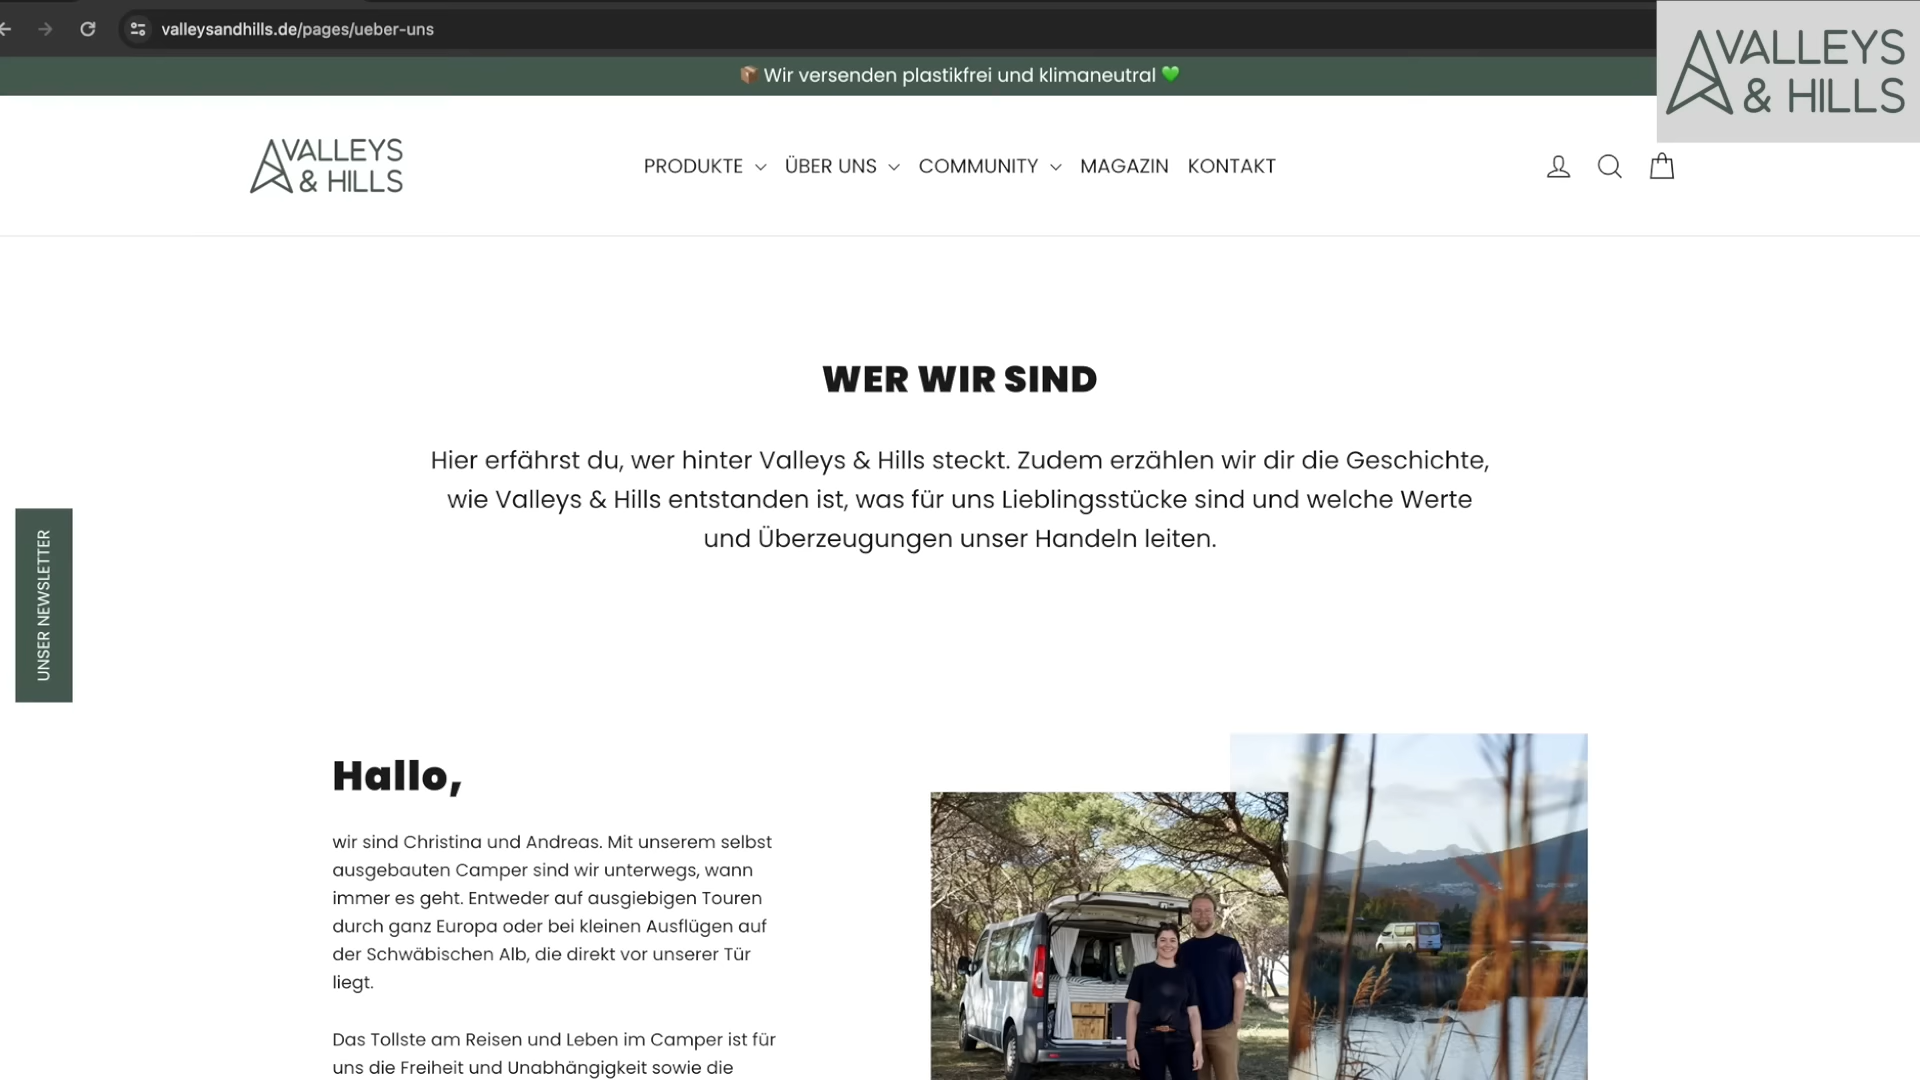 valleysandhills.de/pages/ueber-uns
📦 Wir versenden plastikfrei und klimaneutral 💚
VALLEYS
& HILLS
VALLEYS
& HILLS
PRODUKTE
ÜBER UNS
COMMUNITY
MAGAZIN
KONTAKT
WER WIR SIND
Hier erfährst du, wer hinter Valleys & Hills steckt. Zudem erzählen wir dir die Geschichte,
wie Valleys & Hills entstanden ist, was für uns Lieblingsstücke sind und welche Werte
und Überzeugungen unser Handeln leiten.
UNSER NEWSLETTER
Hallo,
wir sind Christina und Andreas. Mit unserem selbst
ausgebauten Camper sind wir unterwegs, wann
immer es geht. Entweder auf ausgiebigen Touren
durch ganz Europa oder bei kleinen Ausflügen auf
der Schwäbischen Alb, die direkt vor unserer Tür
liegt.
Das Tollste am Reisen und Leben im Camper ist für
uns die Freiheit und Unabhängigkeit sowie die